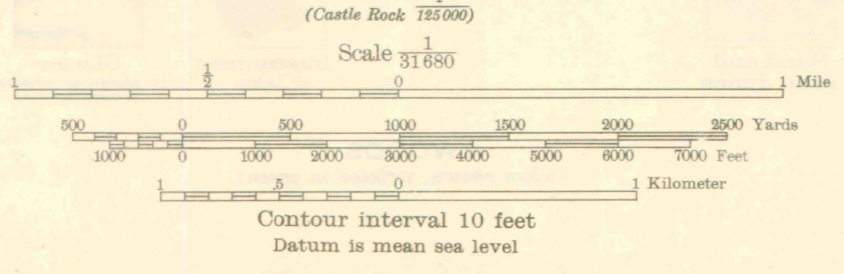 (Castle Rock 1/125000)
Scale 1/31680
1 1/2 0 1 Mile
500 0 500 1000 1500 2000 2500 Yards
1000 0 1000 2000 3000 4000 5000 6000 7000 Feet
1 .5 0 1 Kilometer
Contour interval 10 feet
Datum is mean sea level